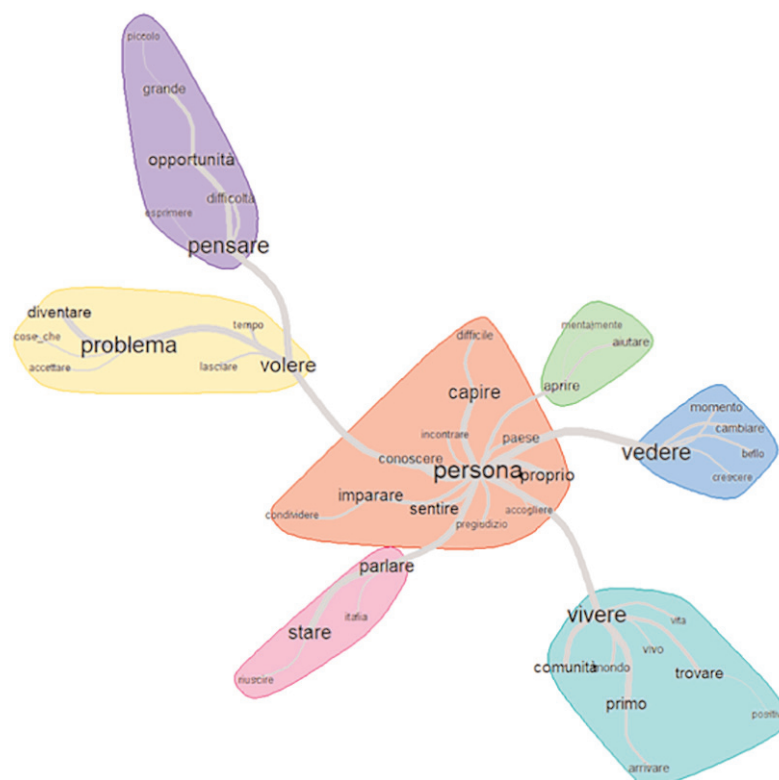 piccolo
grande
opportunità
difficoltà
esprimere
pensare
diventare
cose_che
problema
accettare
tempo
lasciare
volere
difficile
capire
incontrare
conoscere
paese
persona
proprio
imparare
sentire
condividere
pregiudizio
accogliere
mentalmente
aiutare
aprire
momento
cambiare
vedere
bello
crescere
parlare
italia
stare
riuscire
vivere
vita
vivo
comunità
mondo
trovare
primo
positiv
arrivare